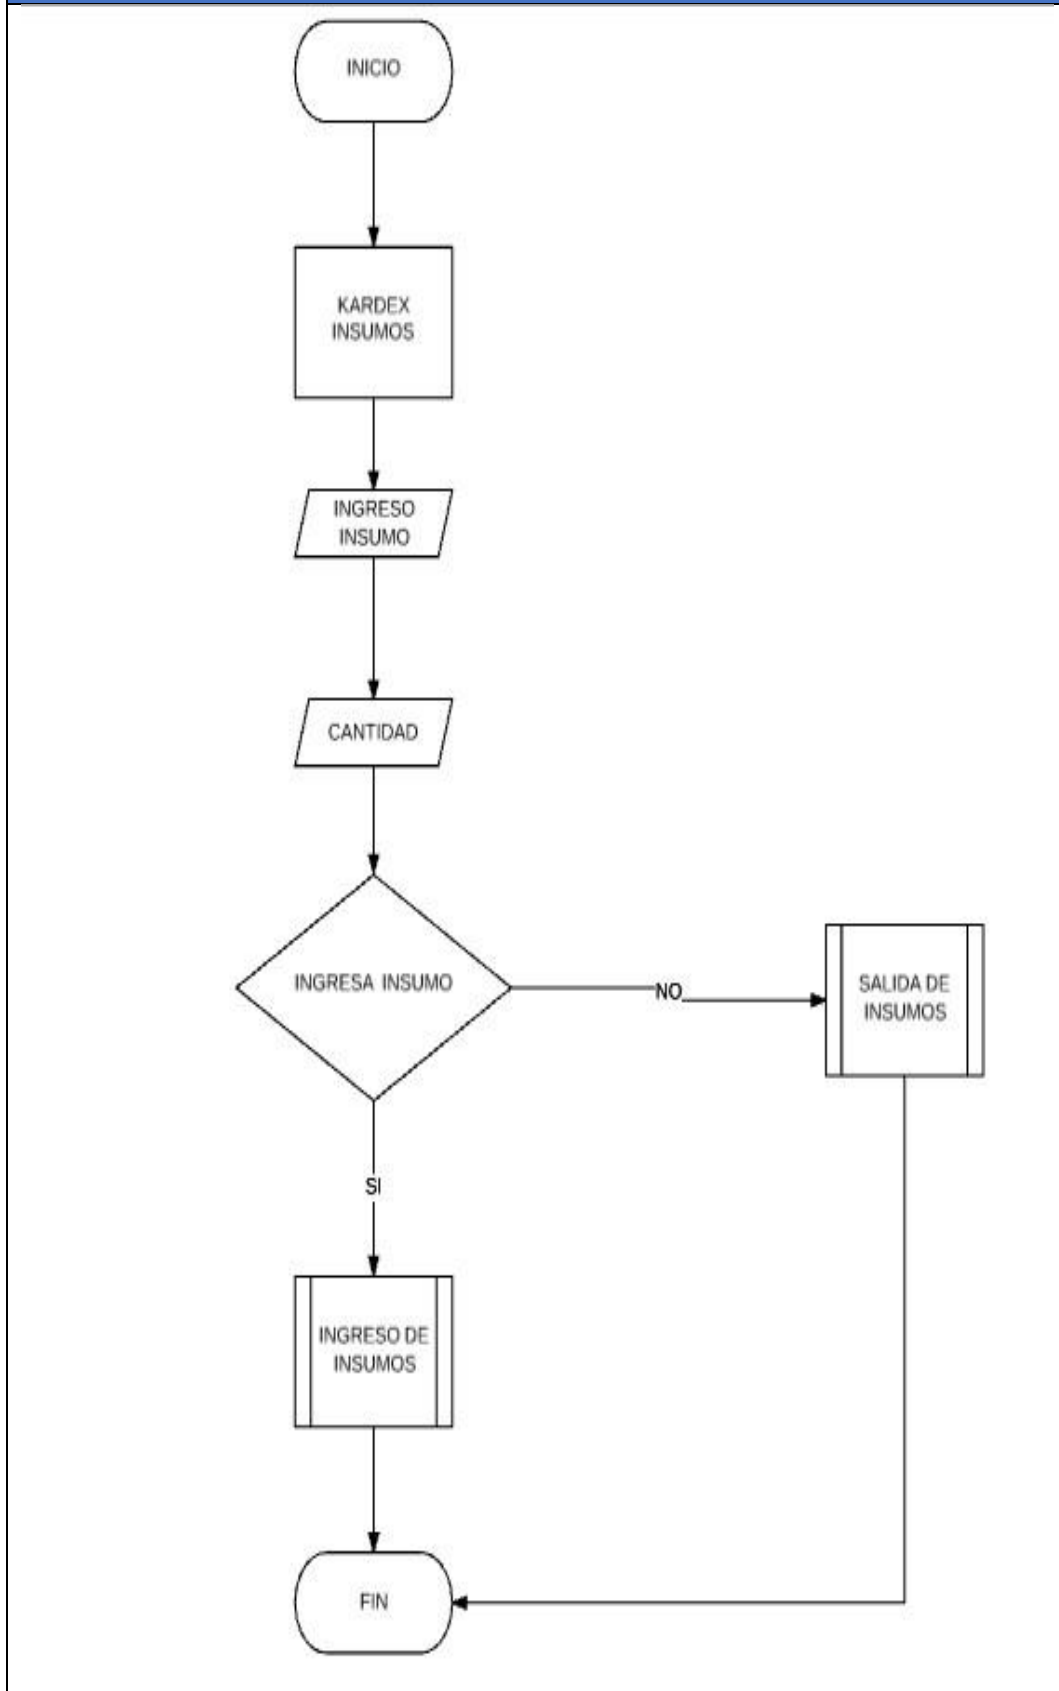 INICIO
KARDEX
INSUMOS
INGRESO
INSUMO
CANTIDAD
INGRESA INSUMO
NO
SALIDA DE
INSUMOS
SI
INGRESO DE
INSUMOS
FIN